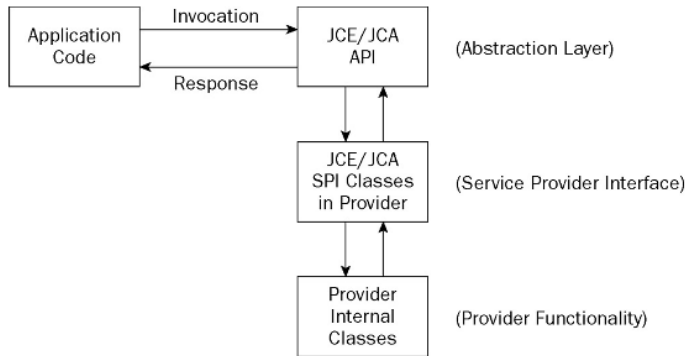 Invocation
Application
Code
JCE/JCA
API
(Abstraction Layer)
Response
JCE/JCA
SPI Classes
in Provider
(Service Provider Interface)
Provider
Internal
Classes
(Provider Functionality)